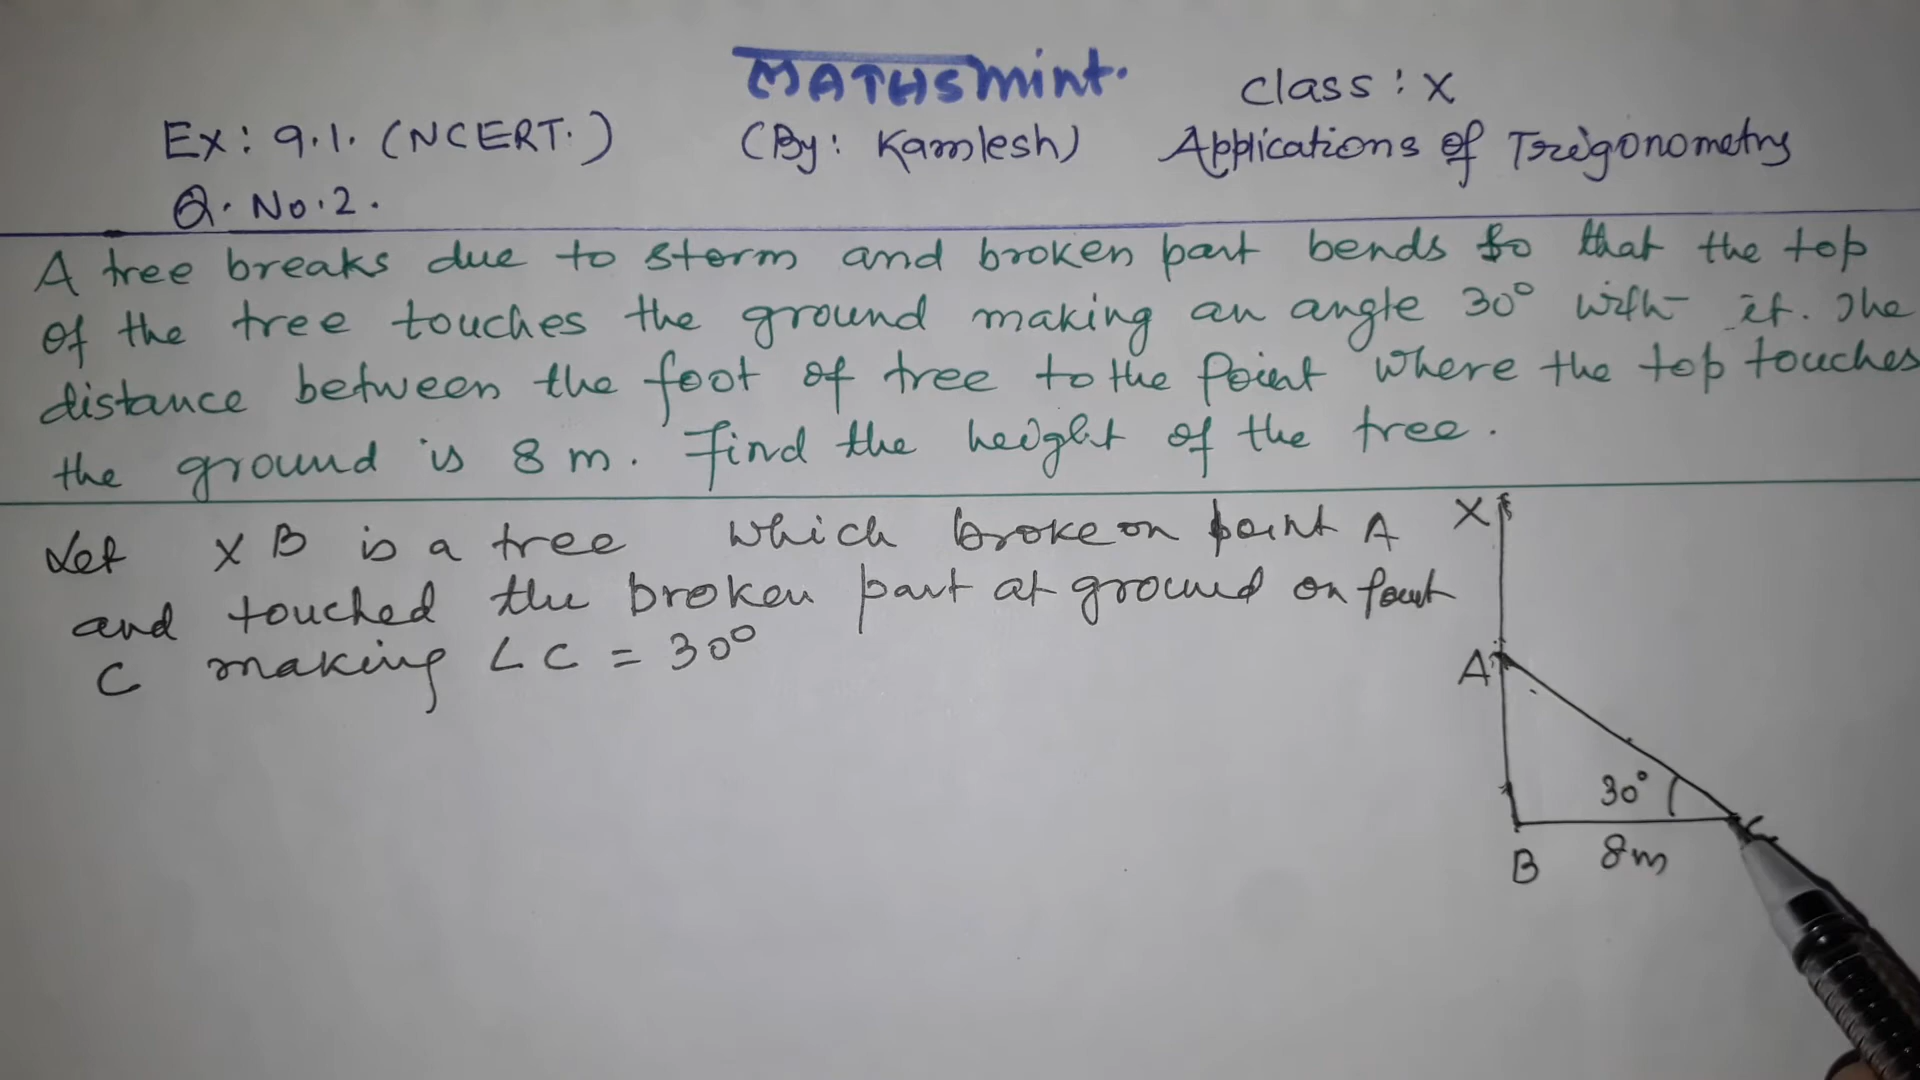 MATHSmint.
class : X
Ex: 9.1. (NCERT.)
(By: Kamlesh)
Applications of Trigonometry
Q. No.2.
A tree breaks due to storm and broken part bends so that the top
of the tree touches the ground making an angle 30° with it. The
distance between the foot of tree to the point where the top touches
the ground is 8 m. Find the height of the tree.
Let XB is a tree which broke on point A
and touched the broken part at ground on
C making ∠C = 30°
X
A
30°
C
B
8m